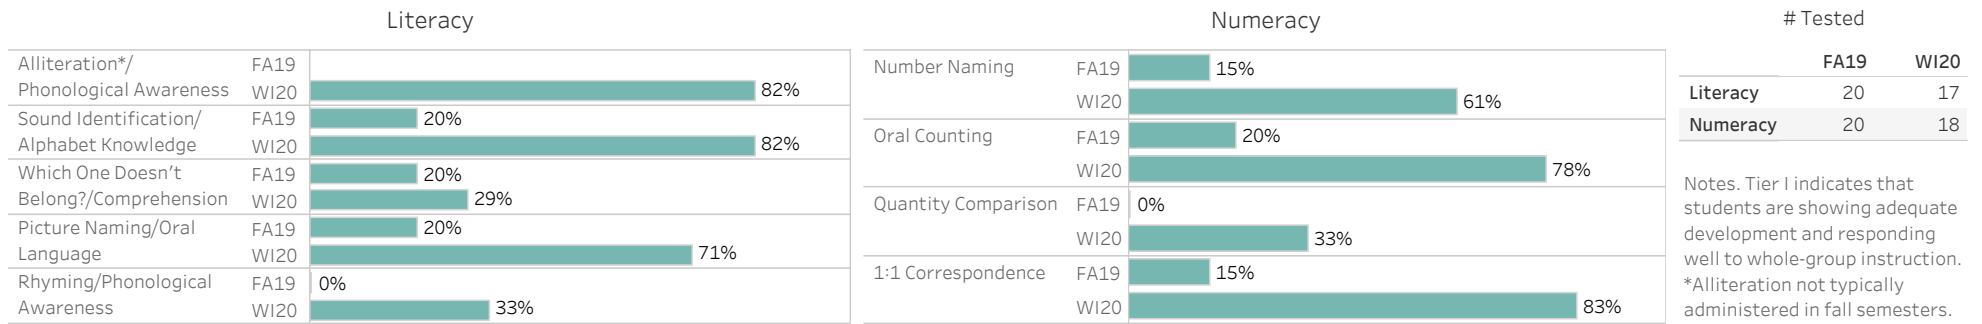 Literacy
Alliteration*/
Phonological Awareness
FA19
WI20
82%
Sound Identification/
Alphabet Knowledge
FA19
20%
WI20
82%
Which One Doesn't
Belong?/Comprehension
FA19
20%
WI20
29%
Picture Naming/Oral
Language
FA19
20%
WI20
71%
Rhyming/Phonological
Awareness
FA19
0%
WI20
33%
Numeracy
Number Naming
FA19
15%
WI20
61%
Oral Counting
FA19
20%
WI20
78%
Quantity Comparison
FA19
0%
WI20
33%
1:1 Correspondence
FA19
15%
WI20
83%
# Tested
FA19 WI20
Literacy 20 17
Numeracy 20 18
Notes. Tier I indicates that
students are showing adequate
development and responding
well to whole-group instruction.
*Alliteration not typically
administered in fall semesters.